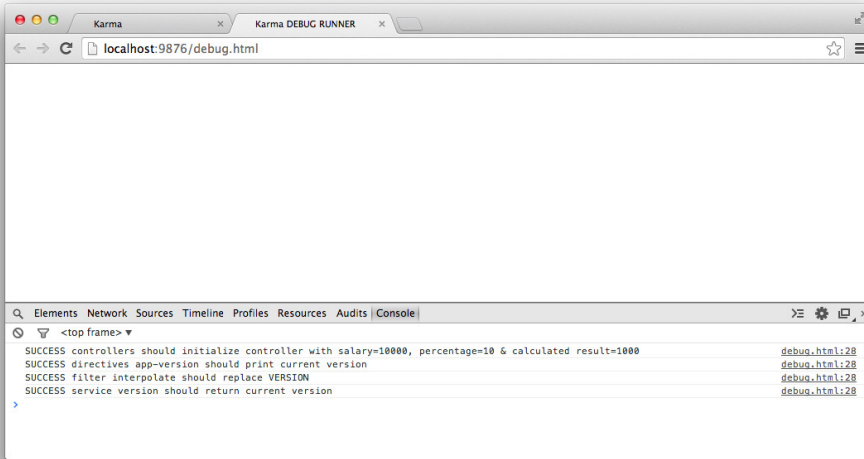 Karma
Karma DEBUG RUNNER
localhost:9876/debug.html
Elements Network Sources Timeline Profiles Resources Audits Console
<top frame>
SUCCESS controllers should initialize controller with salary=10000, percentage=10 & calculated result=1000 debug.html:28
SUCCESS directives app-version should print current version debug.html:28
SUCCESS filter interpolate should replace VERSION debug.html:28
SUCCESS service version should return current version debug.html:28